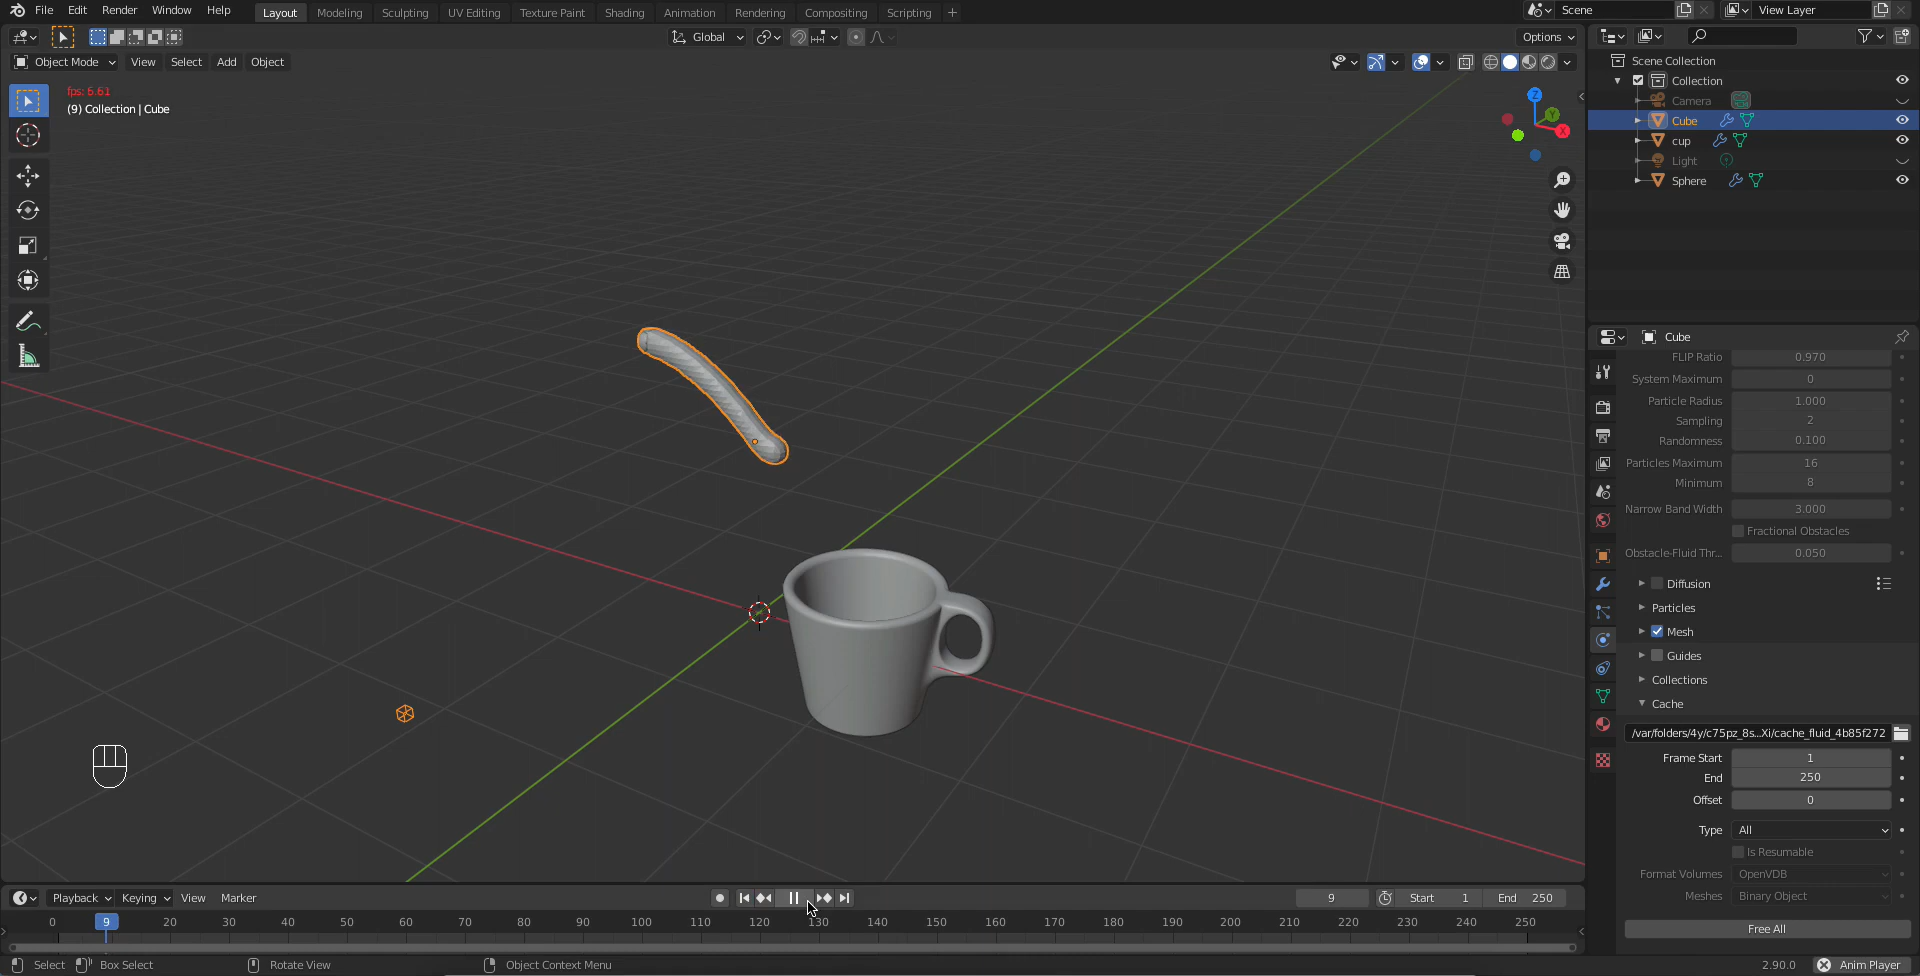 File Edit Render Window Help Layout Modeling Sculpting UV Editing Texture Paint Shading Animation Rendering Compositing Scripting + Scene View Layer
Global Options
Object Mode View Select Add Object
fps: 6.61
(9) Collection | Cube
Z
Y
X
Scene Collection
Collection
Camera
Cube
cup
Light
Sphere
Cube
FLIP Ratio 0.970
System Maximum 0
Particle Radius 1.000
Sampling 2
Randomness 0.100
Particles Maximum 16
Minimum 8
Narrow Band Width 3.000
Fractional Obstacles
Obstacle-Fluid Thr... 0.050
Diffusion
Particles
Mesh
Guides
Collections
Cache
/var/folders/4y/c75pz_8s...Xi/cache_fluid_4b85f272
Frame Start 1
End 250
Offset 0
Type All
Is Resumable
Format Volumes OpenVDB
Meshes Binary Object
Free All
Playback Keying View Marker 9 Start 1 End 250
0 9 20 30 40 50 60 70 80 90 100 110 120 130 140 150 160 170 180 190 200 210 220 230 240 250
Select Box Select Rotate View Object Context Menu 2.90.0 Anim Player